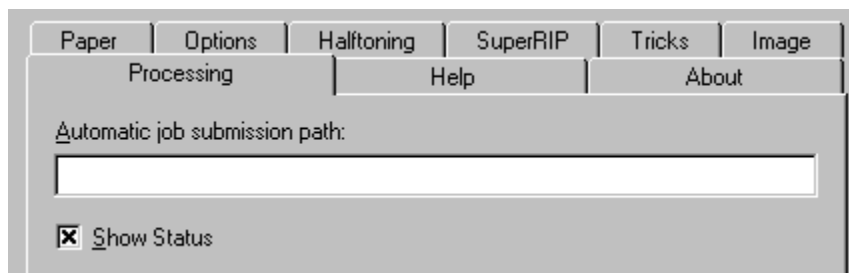 Paper Options Halftoning SuperRIP Tricks Image
Processing Help About
Automatic job submission path:
Show Status